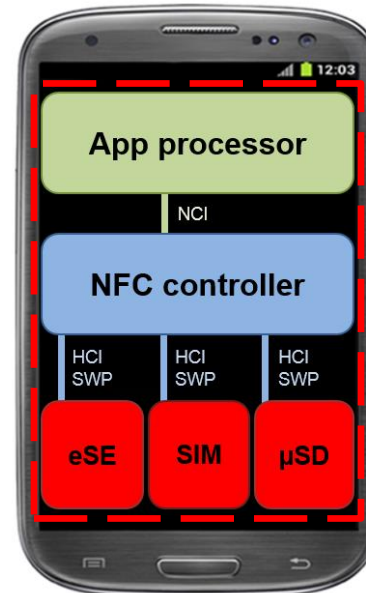 12:03
App processor
NCI
NFC controller
HCI HCI HCI
SWP SWP SWP
eSE SIM µSD